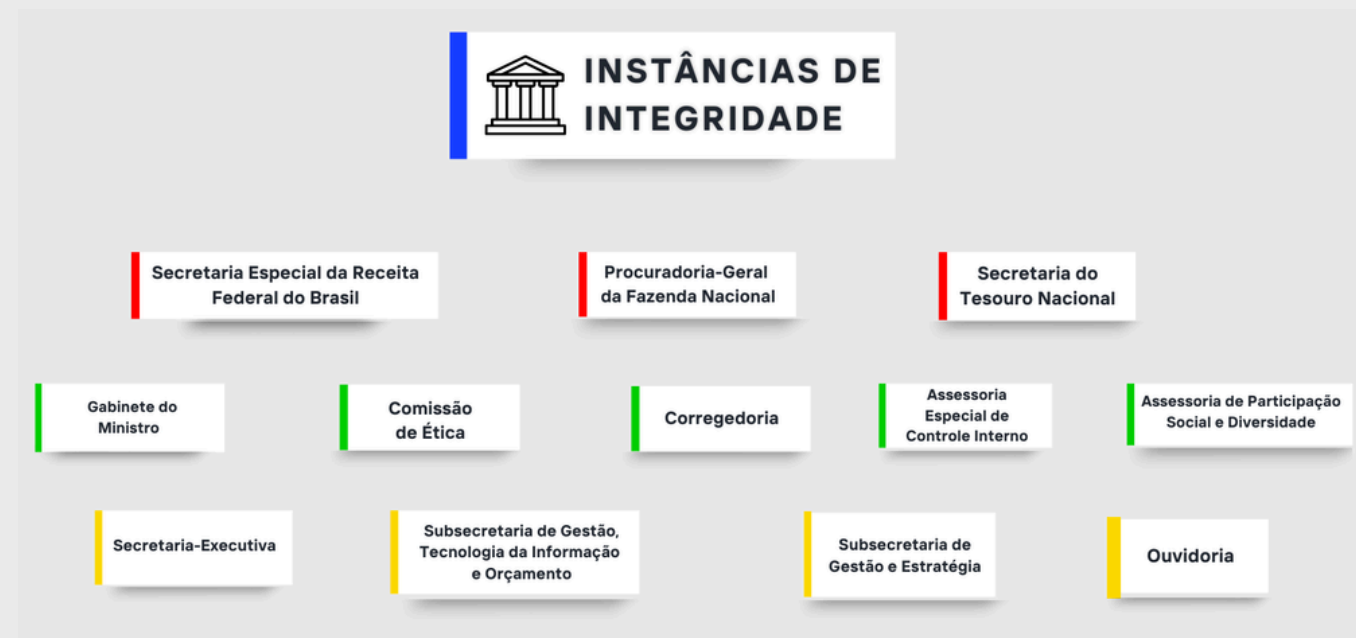 INSTÂNCIAS DE
INTEGRIDADE
Secretaria Especial da Receita
Federal do Brasil
Procuradoria-Geral
da Fazenda Nacional
Secretaria do
Tesouro Nacional
Gabinete do
Ministro
Comissão
de Ética
Corregedoria
Assessoria
Especial de
Controle Interno
Assessoria de Participação
Social e Diversidade
Secretaria-Executiva
Subsecretaria de Gestão,
Tecnologia da Informação
e Orçamento
Subsecretaria de
Gestão e Estratégia
Ouvidoria